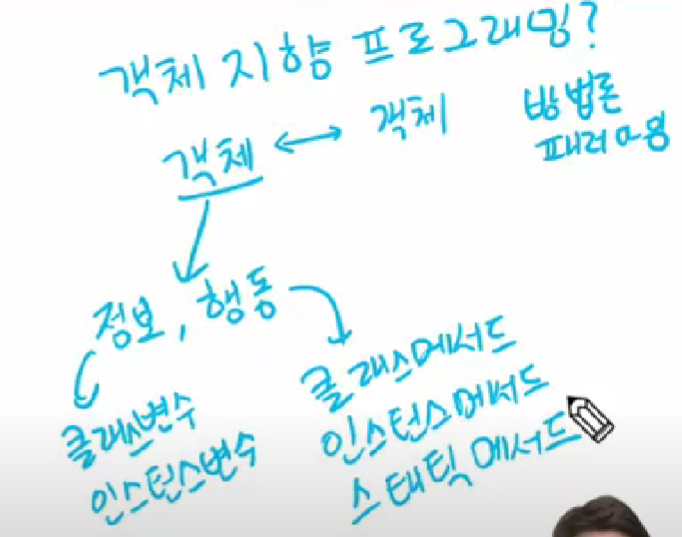 객체 지향 프로그래밍?
객체 ↔ 객체
방법론
패러다임
정보, 행동
클래스변수
인스턴스변수
클래스메서드
인스턴스메서드
스태틱 메서드